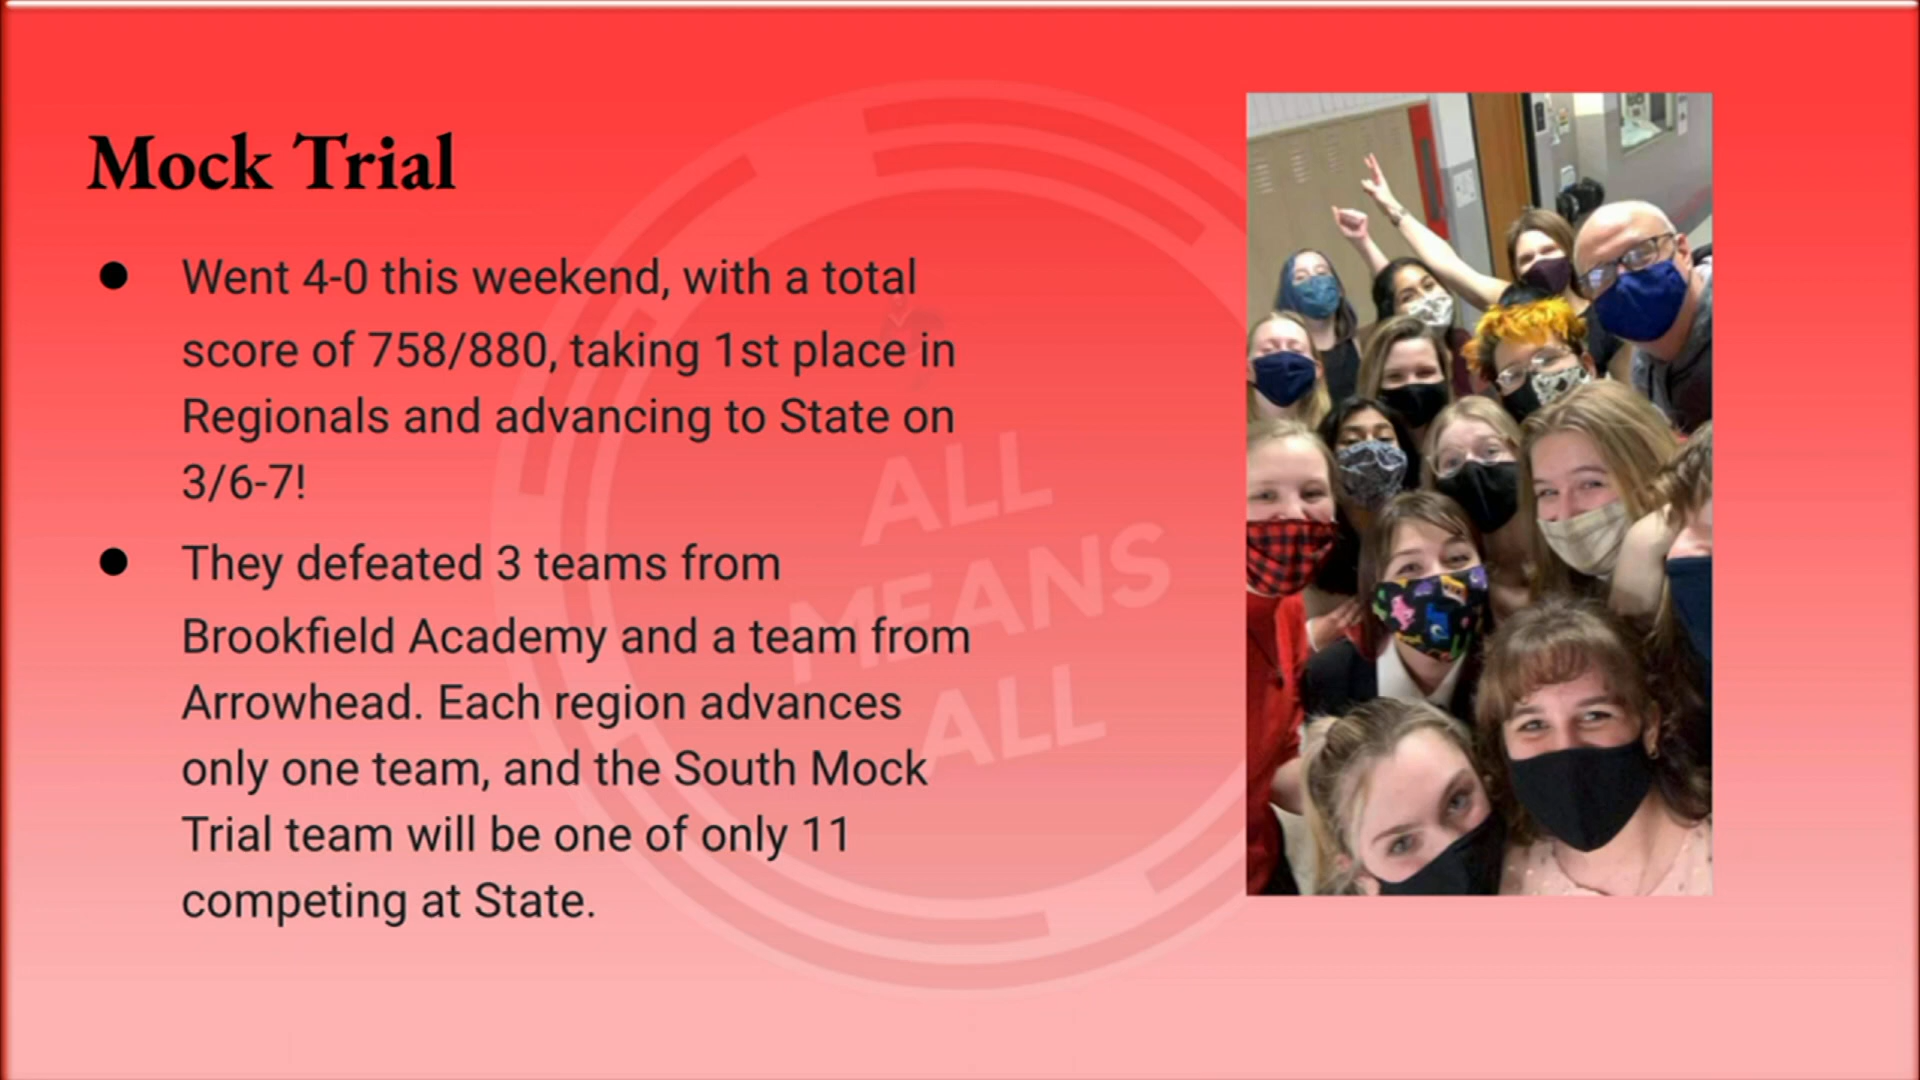 Mock Trial
● Went 4-0 this weekend, with a total
score of 758/880, taking 1st place in
Regionals and advancing to State on
3/6-7!
● They defeated 3 teams from
Brookfield Academy and a team from
Arrowhead. Each region advances
only one team, and the South Mock
Trial team will be one of only 11
competing at State.
ALL
MEANS
ALL